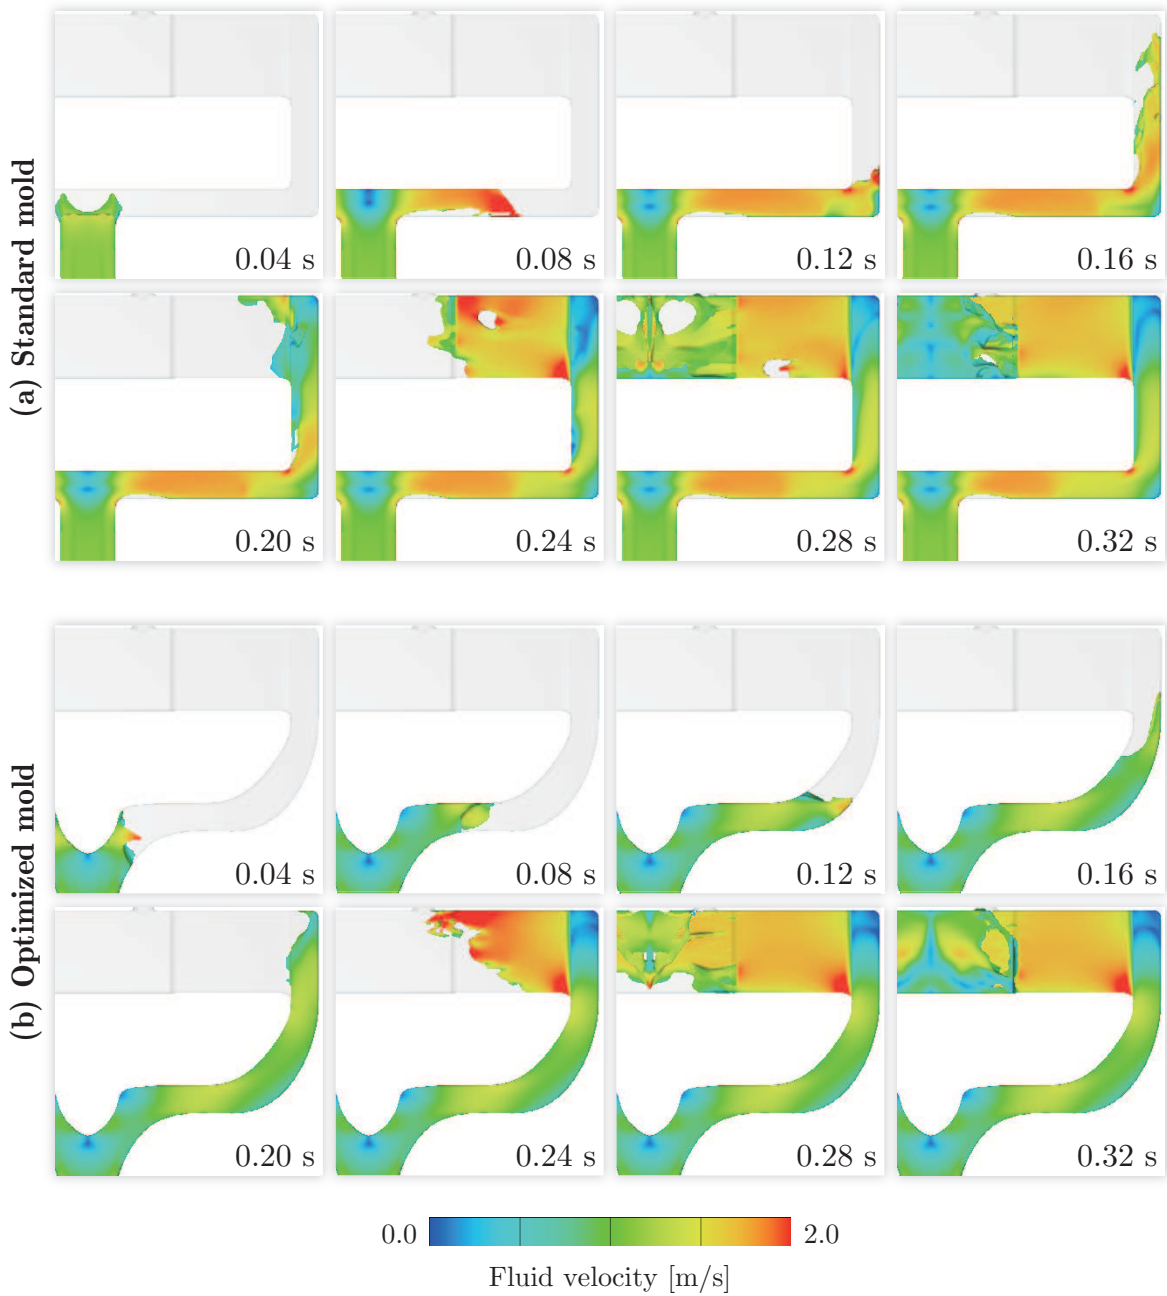 (a) Standard mold
0.04 s
0.08 s
0.12 s
0.16 s
0.20 s
0.24 s
0.28 s
0.32 s
(b) Optimized mold
0.04 s
0.08 s
0.12 s
0.16 s
0.20 s
0.24 s
0.28 s
0.32 s
0.0
2.0
Fluid velocity [m/s]